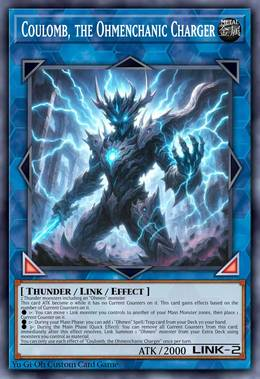 COULOMB, THE OHMENCHANIC CHARGER
METAL
[ THUNDER / LINK / EFFECT ]
2 Thunder monsters including an "Ohmen" monster
This card ATK become 0 while it has no Current Counters on it. This card gains effects based on the
number of Current Counters on it.
●: You can move 1 Link monster you controls to another of your Main Monster zones, then place 1
Current Counter on it.
●: During your Main Phase: you can add 1 "Ohmen" Spell/Trap card from your Deck to your hand.
●: During the Main Phase (Quick Effect): You can remove all Current Counters from this card;
immediately after this effect resolves, Link Summon 1 "Ohmen" monster from your Extra Deck using
materials you control.
You can only use each effect of "Coulomb, the Ohmenchanic Charger" once per turn.
ATK/2000 LINK-2
Yu-Gi-Oh Custom Card Game